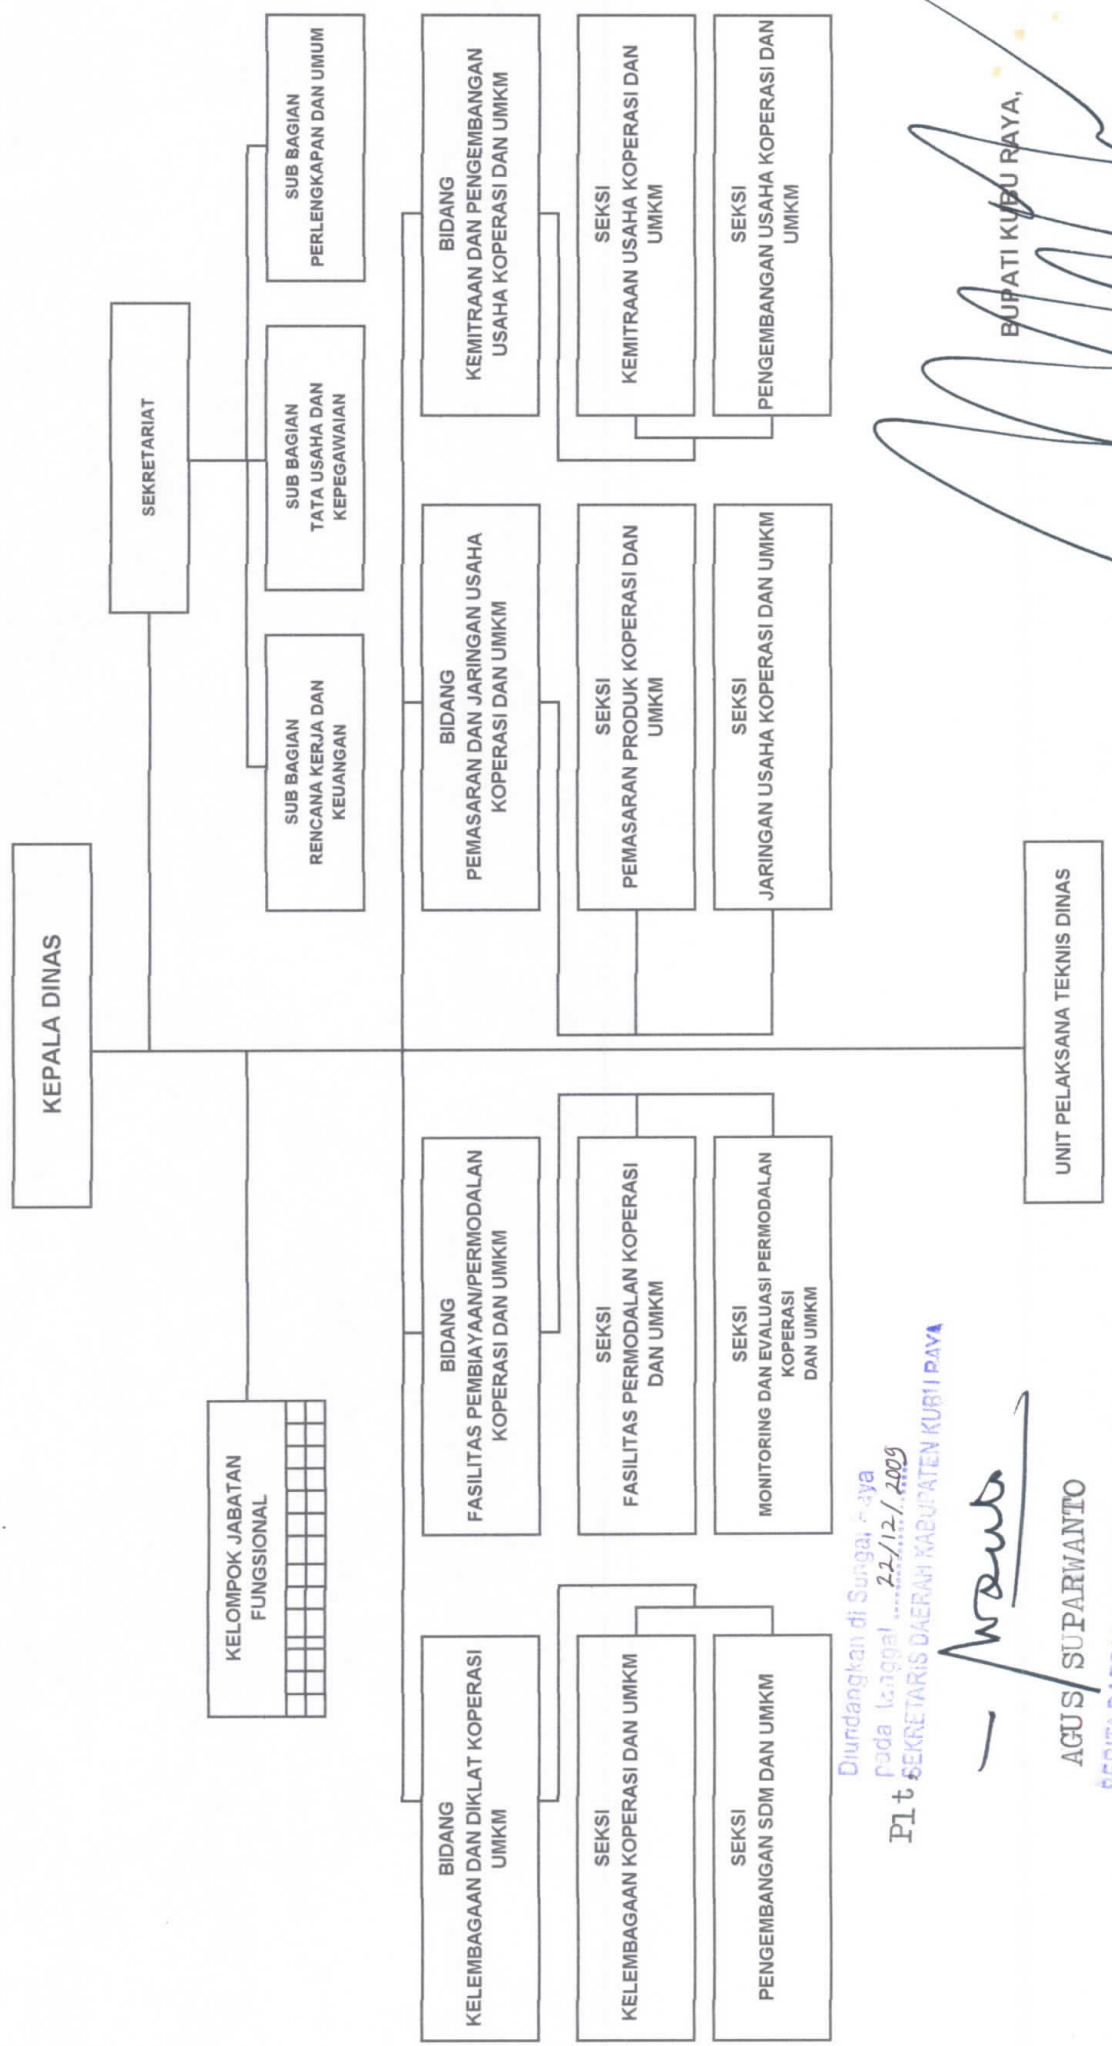 KEPALA DINAS
SEKRETARIAT
KELOMPOK JABATAN
FUNGSIONAL
SUB BAGIAN
RENCANA KERJA DAN
KEUANGAN
SUB BAGIAN
TATA USAHA DAN
KEPEGAWAIAN
SUB BAGIAN
PERLENGKAPAN DAN UMUM
BIDANG
KELEMBAGAAN DAN DIKLAT KOPERASI
UMKM
BIDANG
FASILITAS PEMBIAYAAN/PERMODALAN
KOPERASI DAN UMKM
BIDANG
PEMASARAN DAN JARINGAN USAHA
KOPERASI DAN UMKM
BIDANG
KEMITRAAN DAN PENGEMBANGAN
USAHA KOPERASI DAN UMKM
SEKSI
KELEMBAGAAN KOPERASI DAN UMKM
SEKSI
FASILITAS PERMODALAN KOPERASI
DAN UMKM
SEKSI
PEMASARAN PRODUK KOPERASI DAN
UMKM
SEKSI
KEMITRAAN USAHA KOPERASI DAN
UMKM
SEKSI
PENGEMBANGAN SDM DAN UMKM
SEKSI
MONITORING DAN EVALUASI PERMODALAN
KOPERASI
DAN UMKM
SEKSI
JARINGAN USAHA KOPERASI DAN UMKM
SEKSI
PENGEMBANGAN USAHA KOPERASI DAN
UMKM
UNIT PELAKSANA TEKNIS DINAS
Diundangkan di Sungai
pada tanggal 22/12/2009
Plt. SEKRETARIS DAERAH KABUPATEN KUBU RAYA
AGUS SUPARWANTO
BUPATI KUBU RAYA,